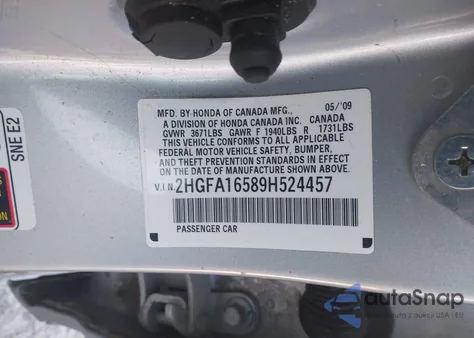 SNE E2
MFD. BY HONDA OF CANADA MFG., 05/'09
A DIVISION OF HONDA CANADA INC. CANADA
GVWR 3671LBS GAWR F 1940LBS R 1731LBS
THIS VEHICLE CONFORMS TO ALL APPLICABLE
FEDERAL MOTOR VEHICLE SAFETY, BUMPER,
AND THEFT PREVENTION STANDARDS IN EFFECT
ON THE DATE OF MANUFACTURE SHOWN ABOVE.
V.I.N. 2HGFA16589H524457
PASSENGER CAR
autoSnap